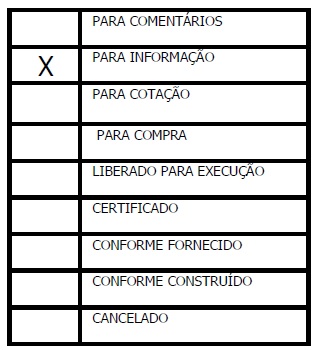 PARA COMENTÁRIOS
X PARA INFORMAÇÃO
PARA COTAÇÃO
PARA COMPRA
LIBERADO PARA EXECUÇÃO
CERTIFICADO
CONFORME FORNECIDO
CONFORME CONSTRUÍDO
CANCELADO